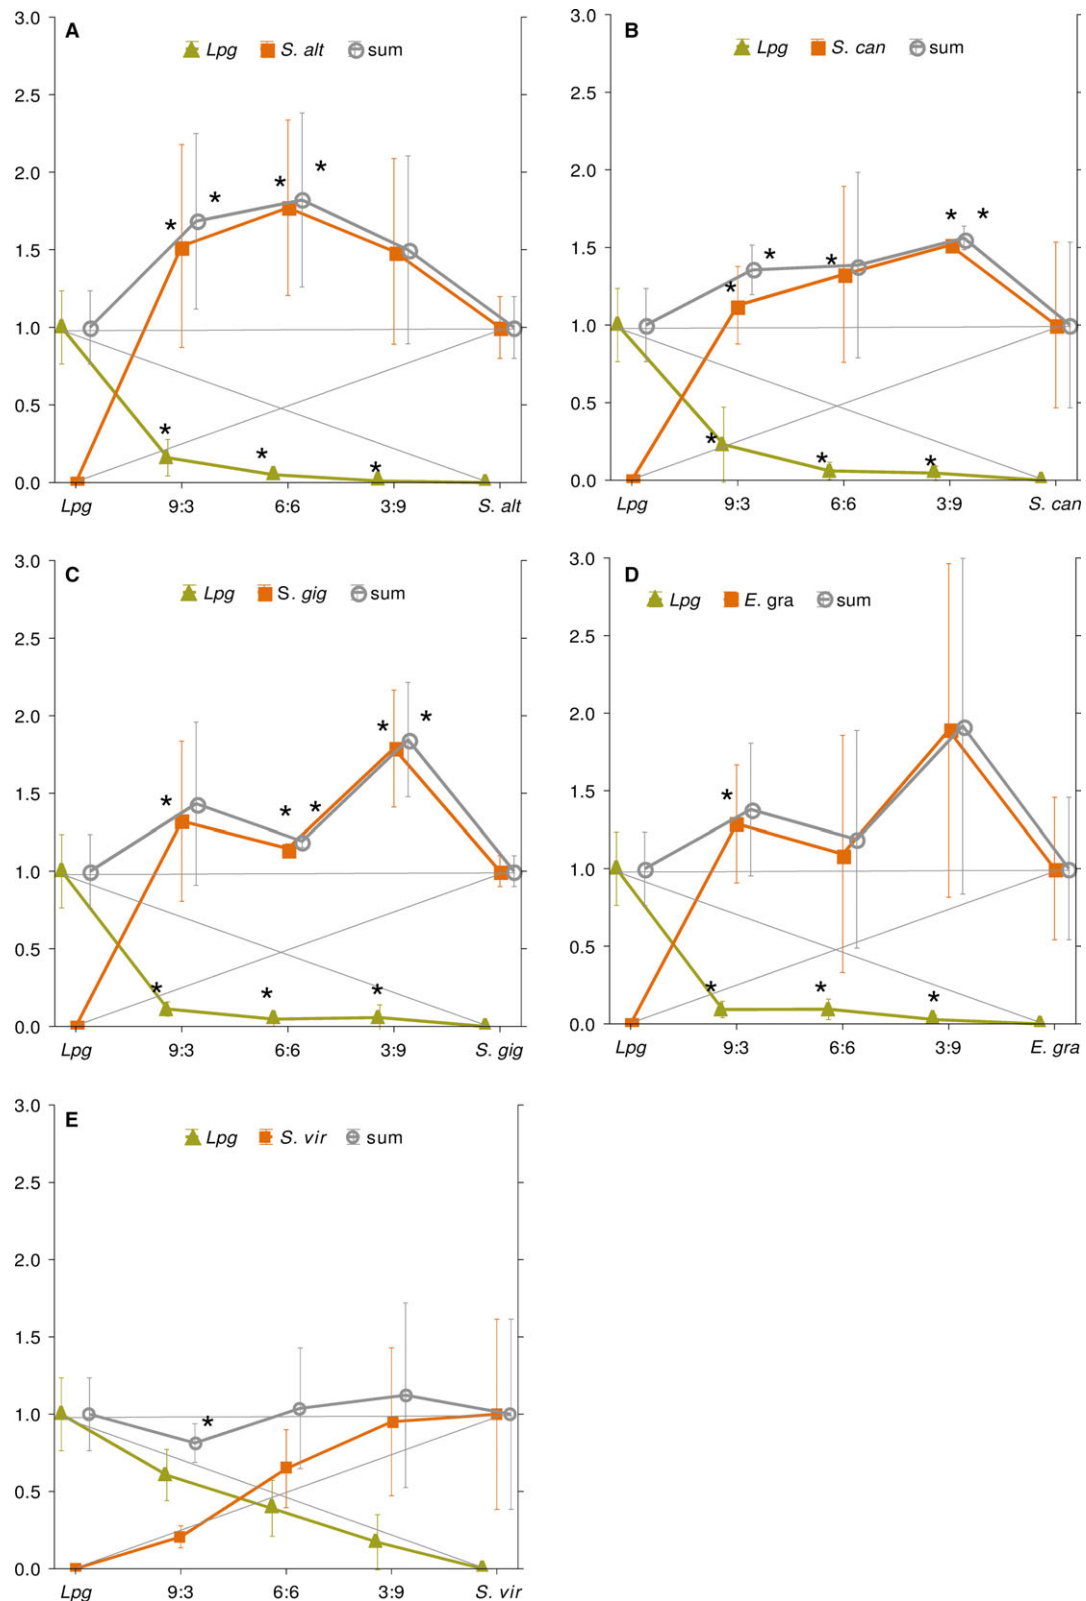 A
Lpg S. alt sum
3.0
2.5
2.0
1.5
1.0
0.5
0.0
* * * * * * *
Lpg 9:3 6:6 3:9 S. alt
B
Lpg S. can sum
3.0
2.5
2.0
1.5
1.0
0.5
0.0
* * * * * * * *
Lpg 9:3 6:6 3:9 S. can
C
Lpg S. gig sum
3.0
2.5
2.0
1.5
1.0
0.5
0.0
* * * * * * * *
Lpg 9:3 6:6 3:9 S. gig
D
Lpg E. gra sum
3.0
2.5
2.0
1.5
1.0
0.5
0.0
* * * *
Lpg 9:3 6:6 3:9 E. gra
E
Lpg S. vir sum
3.0
2.5
2.0
1.5
1.0
0.5
0.0
*
Lpg 9:3 6:6 3:9 S. vir